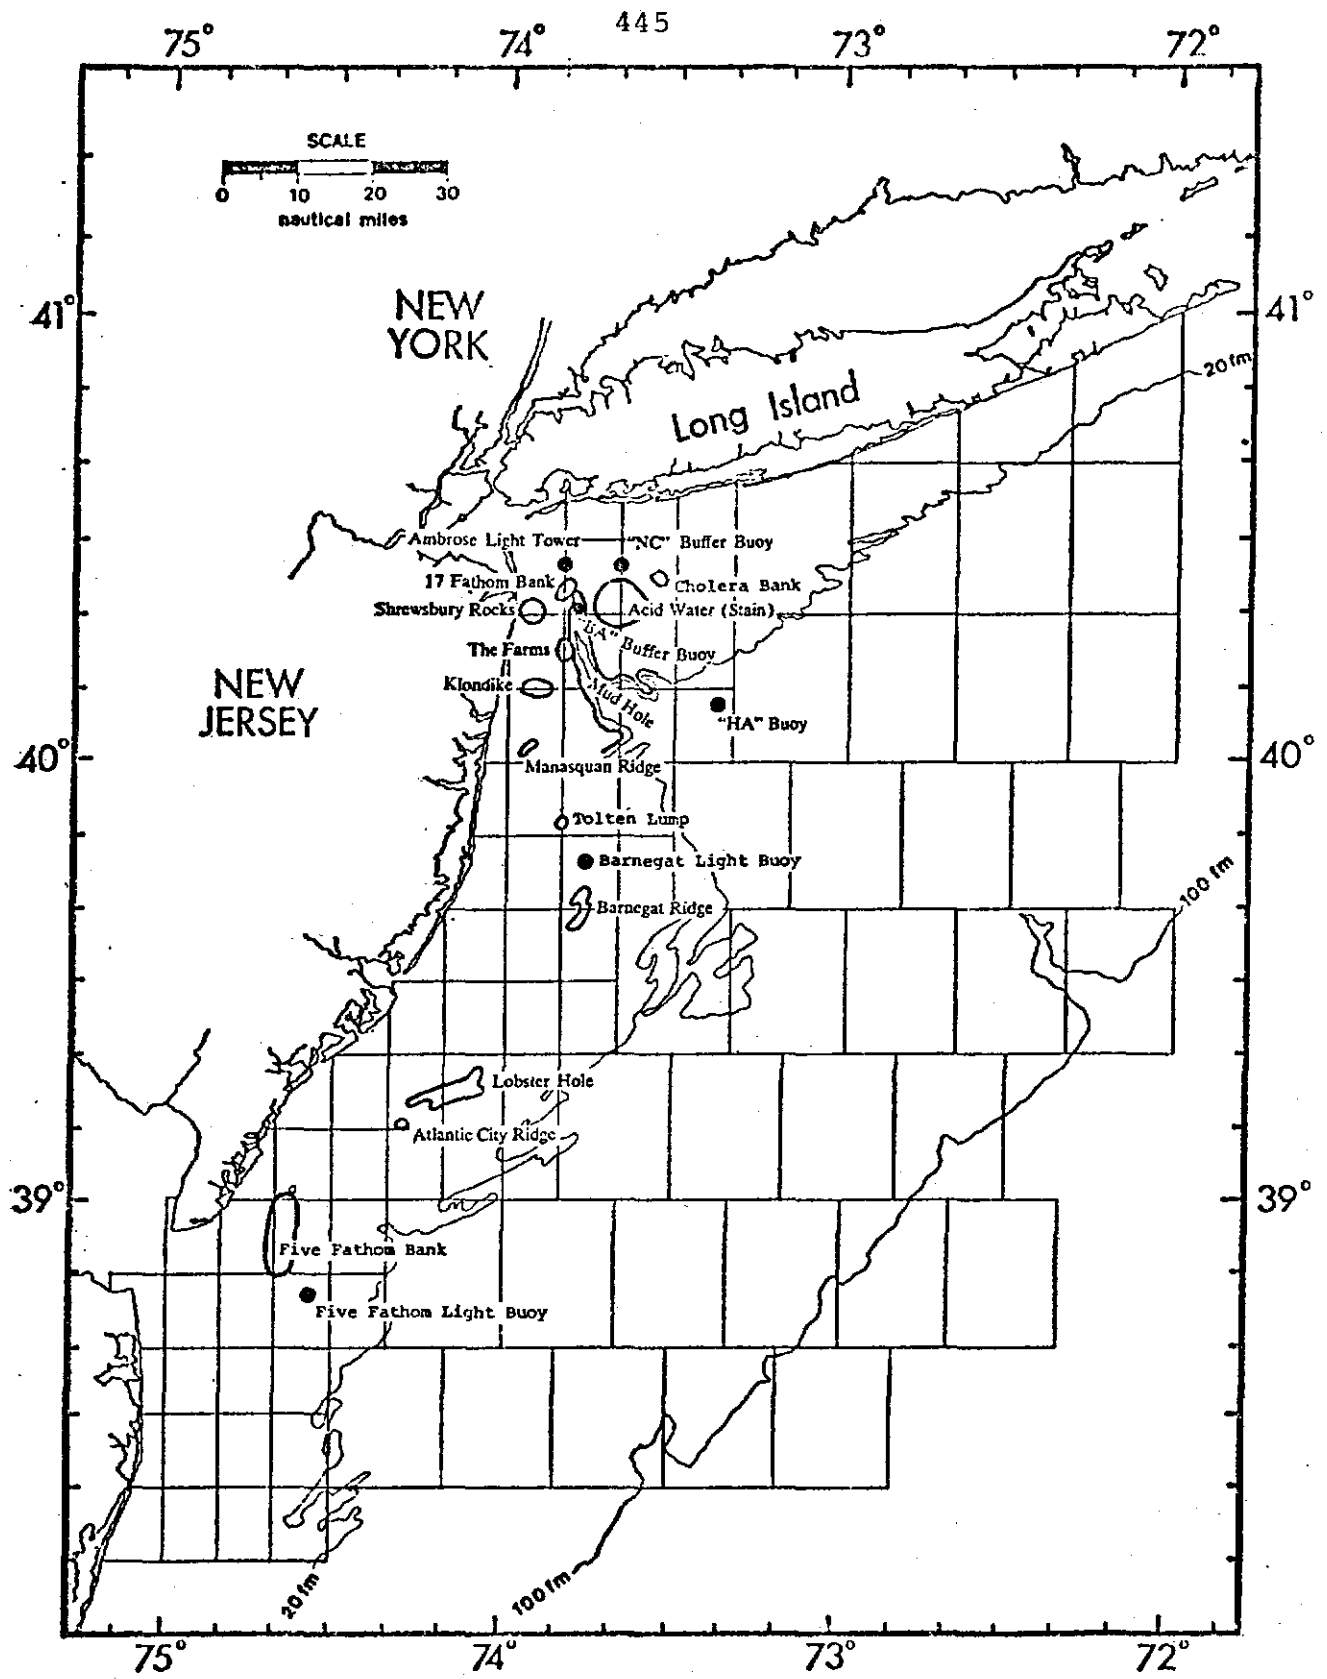 445
75° 74° 73° 72°
SCALE
0 10 20 30
nautical miles
NEW
YORK
41° 41°
20 fm
Long Island
Ambrose Light Tower "NC" Buffer Buoy
17 Fathom Bank Cholera Bank
Shrewsbury Rocks Acid Water (Stain)
"BA" Buffer Buoy
The Farms
Klondike
Mud Hole
NEW
JERSEY
"HA" Buoy
40° 40°
Manasquan Ridge
Tolten Lump
Barnegat Light Buoy
100 fm
Barnegat Ridge
Lobster Hole
Atlantic City Ridge
39° 39°
Five Fathom Bank
Five Fathom Light Buoy
20 fm
100 fm
75° 74° 73° 72°